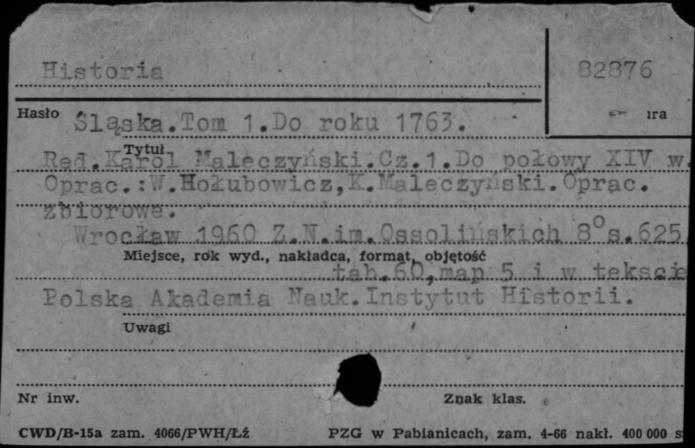 Historia
82876
Hasło
Śląska.Tom 1.Do roku 1763.
Tytuł
Red.Karol Maleczyński.Cz.1.Do połowy XIV w.
Oprac.:W.Hołubowicz,K.Maleczyński.Oprac.
zbiorowe.
Wrocław 1960 Z.N.im.Ossolińskich 8°s.625
Miejsce, rok wyd., nakładca, format, objętość
tab.60,map 5 i w tekscie
Polska Akademia Nauk.Instytut Historii.
Uwagi
Nr inw.
Znak klas.
CWD/B-15a zam. 4066/PWH/Łź
PZG w Pabianicach, zam. 4-66 nakł. 400 000